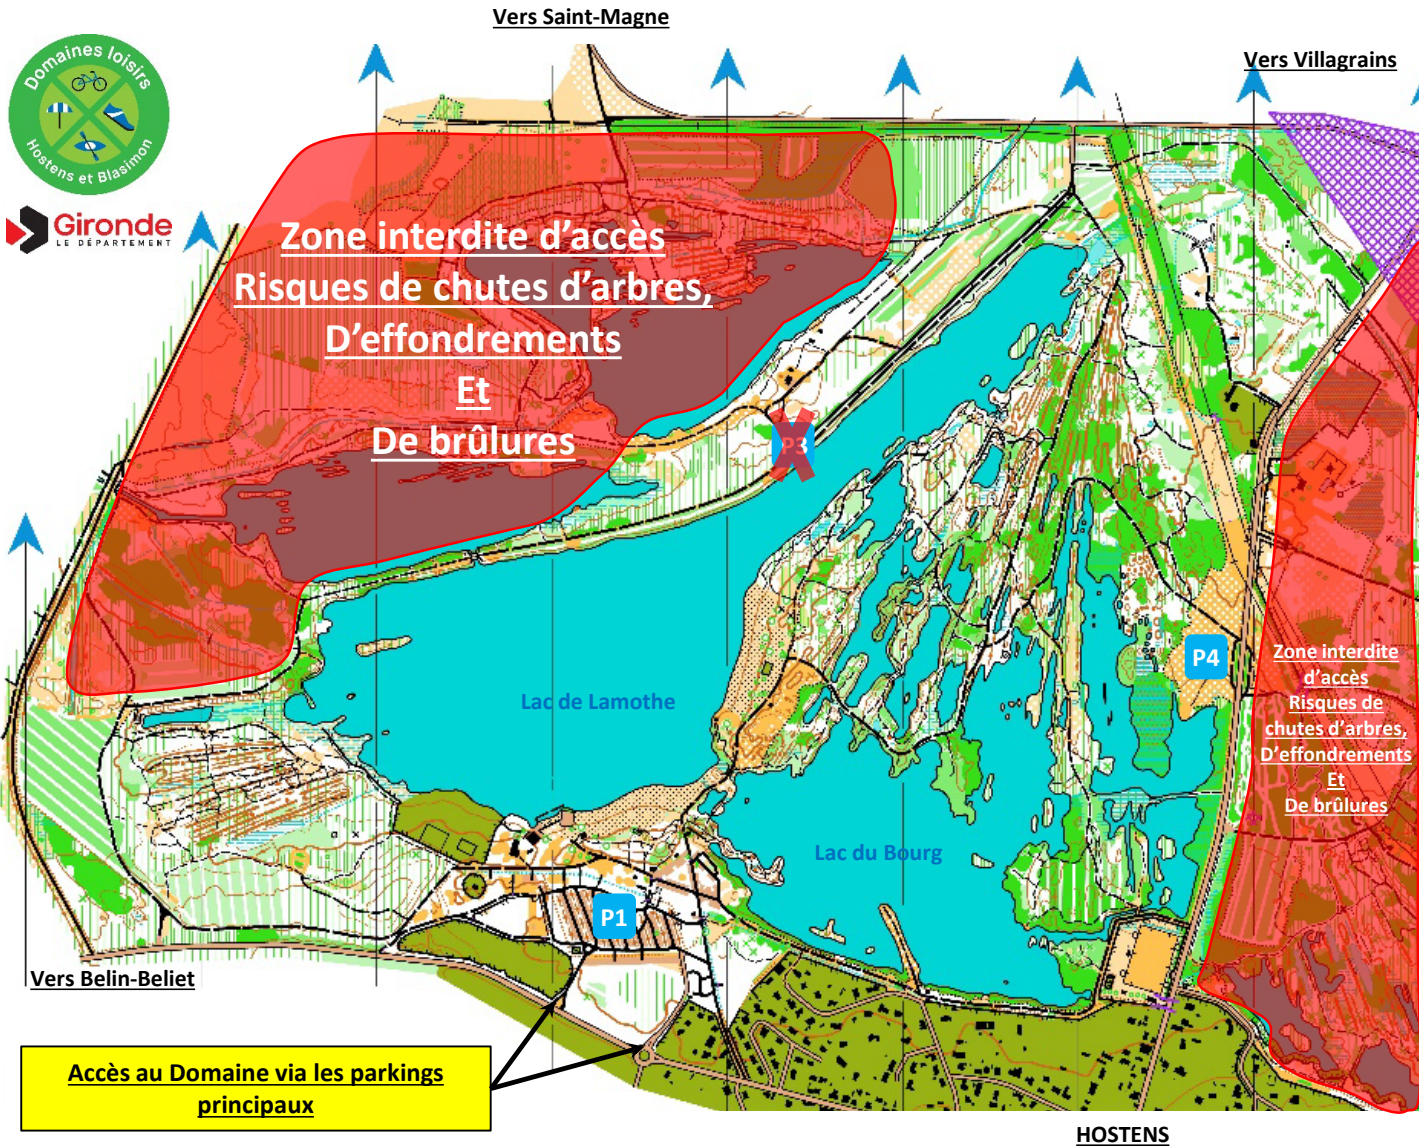 Vers Saint-Magne
Vers Villagrains
Domaines loisirs
Hostens et Blasimon
Gironde
LE DÉPARTEMENT
Zone interdite d'accès
Risques de chutes d'arbres,
D'effondrements
Et
De brûlures
P3
P4
Zone interdite
d'accès
Risques de
chutes d'arbres,
D'effondrements
Et
De brûlures
Lac de Lamothe
Lac du Bourg
P1
Vers Belin-Beliet
Accès au Domaine via les parkings
principaux
HOSTENS